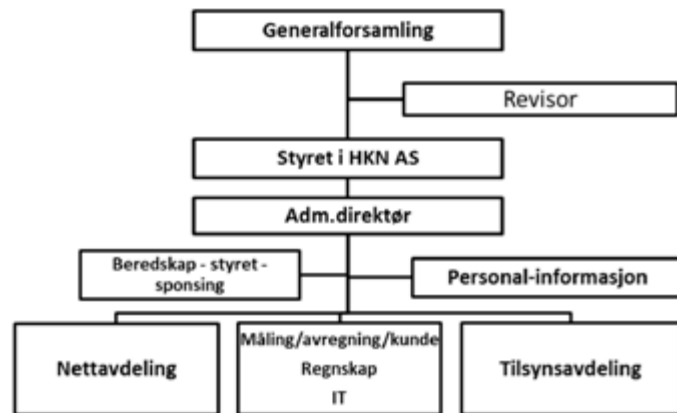 Generalforsamling
Revisor
Styret i HKN AS
Adm.direktør
Beredskap - styret -
sponsing
Personal-informasjon
Nettavdeling
Måling/avregning/kunde
Regnskap
IT
Tilsynsavdeling